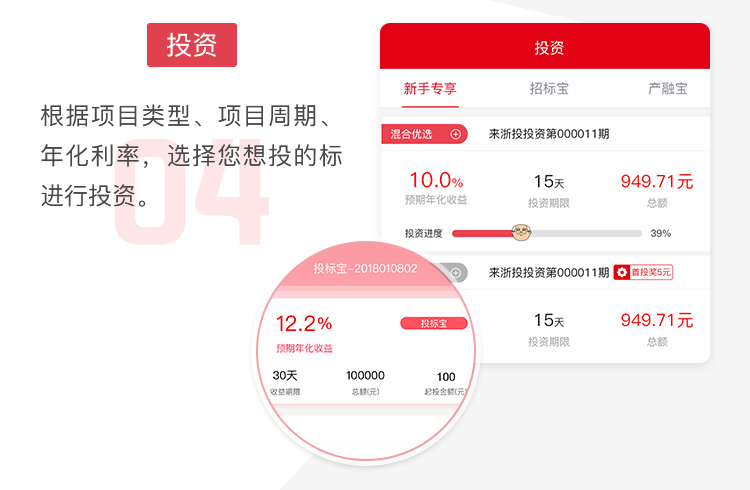 投资
根据项目类型、项目周期、
年化利率，选择您想投的标
进行投资。
04
投资
新手专享 招标宝 产融宝
混合优选 来浙投投资第000011期
10.0% 15天 949.71元
预期年化收益 投资期限 总额
投资进度 39%
来浙投投资第000011期 首投奖5元
15天 949.71元
投资期限 总额
投标宝-2018010802
12.2% 投标宝
预期年化收益
30天 100000 100
收益期限 总额(元) 起投金额(元)